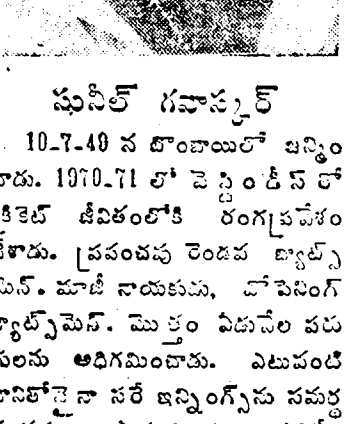 సునీల్ గవాస్కర్
10-7-49 న బొంబాయిలో జన్మిం
చాడు. 1970-71 లో వెస్టిండీస్ లో
క్రికెట్ జీవితంలోకి రంగప్రవేశం
చేశాడు. ప్రపంచపు రెండవ బ్యాట్స్
మెన్. మాజీ నాయకుడు, ఓపెనింగ్
బ్యాట్స్‌మెన్. మొత్తం ఏడువేల పరు
గులను అధిగమించాడు. ఎటువంటి
వానితోనైనా సరే ఇన్నింగ్స్‌ను సమర్థ